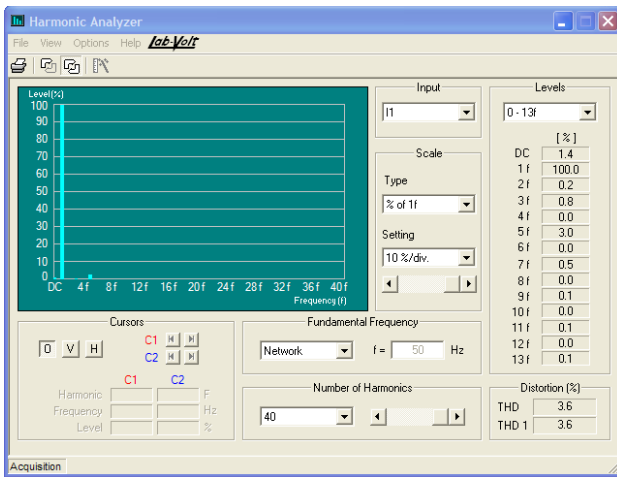 Harmonic Analyzer
File View Options Help Lab-Volt
Level(%)
100
90
80
70
60
50
40
30
20
10
0
DC 4f 8f 12f 16f 20f 24f 28f 32f 36f 40f
Frequency (f)
Input
I1
Scale
Type
% of 1f
Setting
10 %/div.
Levels
0 - 13f
[ % ]
DC 1.4
1 f 100.0
2 f 0.2
3 f 0.8
4 f 0.0
5 f 3.0
6 f 0.0
7 f 0.5
8 f 0.0
9 f 0.1
10 f 0.0
11 f 0.1
12 f 0.0
13 f 0.1
Cursors
O V H
C1
C2
C1 C2
Harmonic F
Frequency Hz
Level %
Fundamental Frequency
Network f = 50 Hz
Number of Harmonics
40
Distortion (%)
THD 3.6
THD 1 3.6
Acquisition